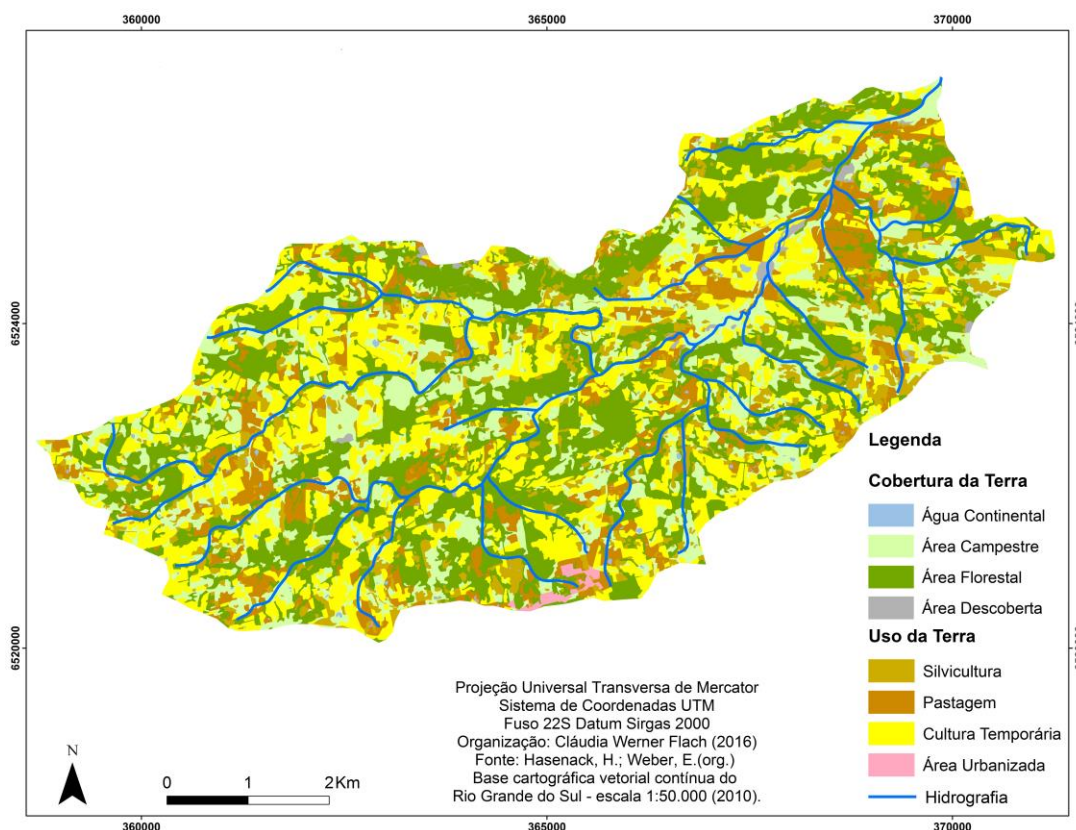 360000
365000
370000
6524000
6520000
Legenda
Cobertura da Terra
Água Continental
Área Campestre
Área Florestal
Área Descoberta
Uso da Terra
Silvicultura
Pastagem
Cultura Temporária
Área Urbanizada
Hidrografia
Projeção Universal Transversa de Mercator
Sistema de Coordenadas UTM
Fuso 22S Datum Sirgas 2000
Organização: Cláudia Werner Flach (2016)
Fonte: Hasenack, H.; Weber, E.(org.)
Base cartográfica vetorial contínua do
Rio Grande do Sul - escala 1:50.000 (2010).
N
0 1 2Km
360000
365000
370000